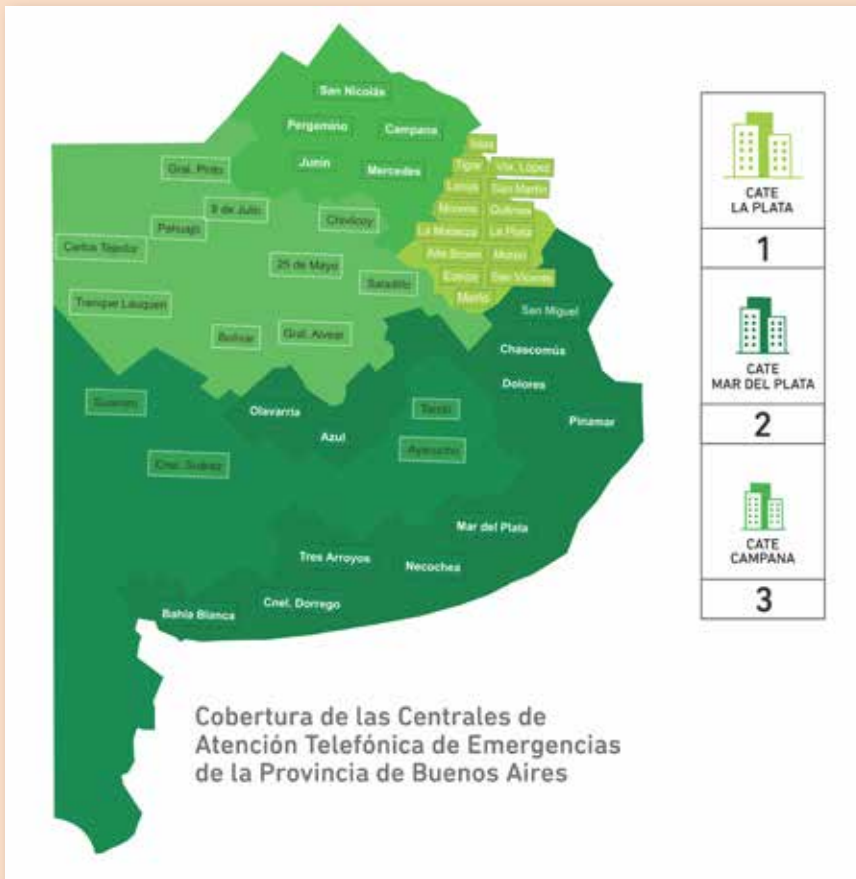 San Nicolás
Pergamino
Campana
Junín
Mercedes
Islas
Tigre
Vte. López
Lanús
San Martín
Moreno
Quilmes
La Matanza
La Plata
Alte Brown
Morón
Ezeiza
San Vicente
Merlo
Gral. Pinto
9 de Julio
Chivilcoy
Pehuajó
Carlos Tejedor
25 de Mayo
Saladillo
Trenque Lauquen
Bolívar
Gral. Alvear
San Miguel
Chascomús
Dolores
Pinamar
Guaminí
Olavarría
Tandil
Azul
Ayacucho
Cnel. Suárez
Mar del Plata
Tres Arroyos
Necochea
Cnel. Dorrego
Bahía Blanca
CATE
LA PLATA
1
CATE
MAR DEL PLATA
2
CATE
CAMPANA
3
Cobertura de las Centrales de
Atención Telefónica de Emergencias
de la Provincia de Buenos Aires